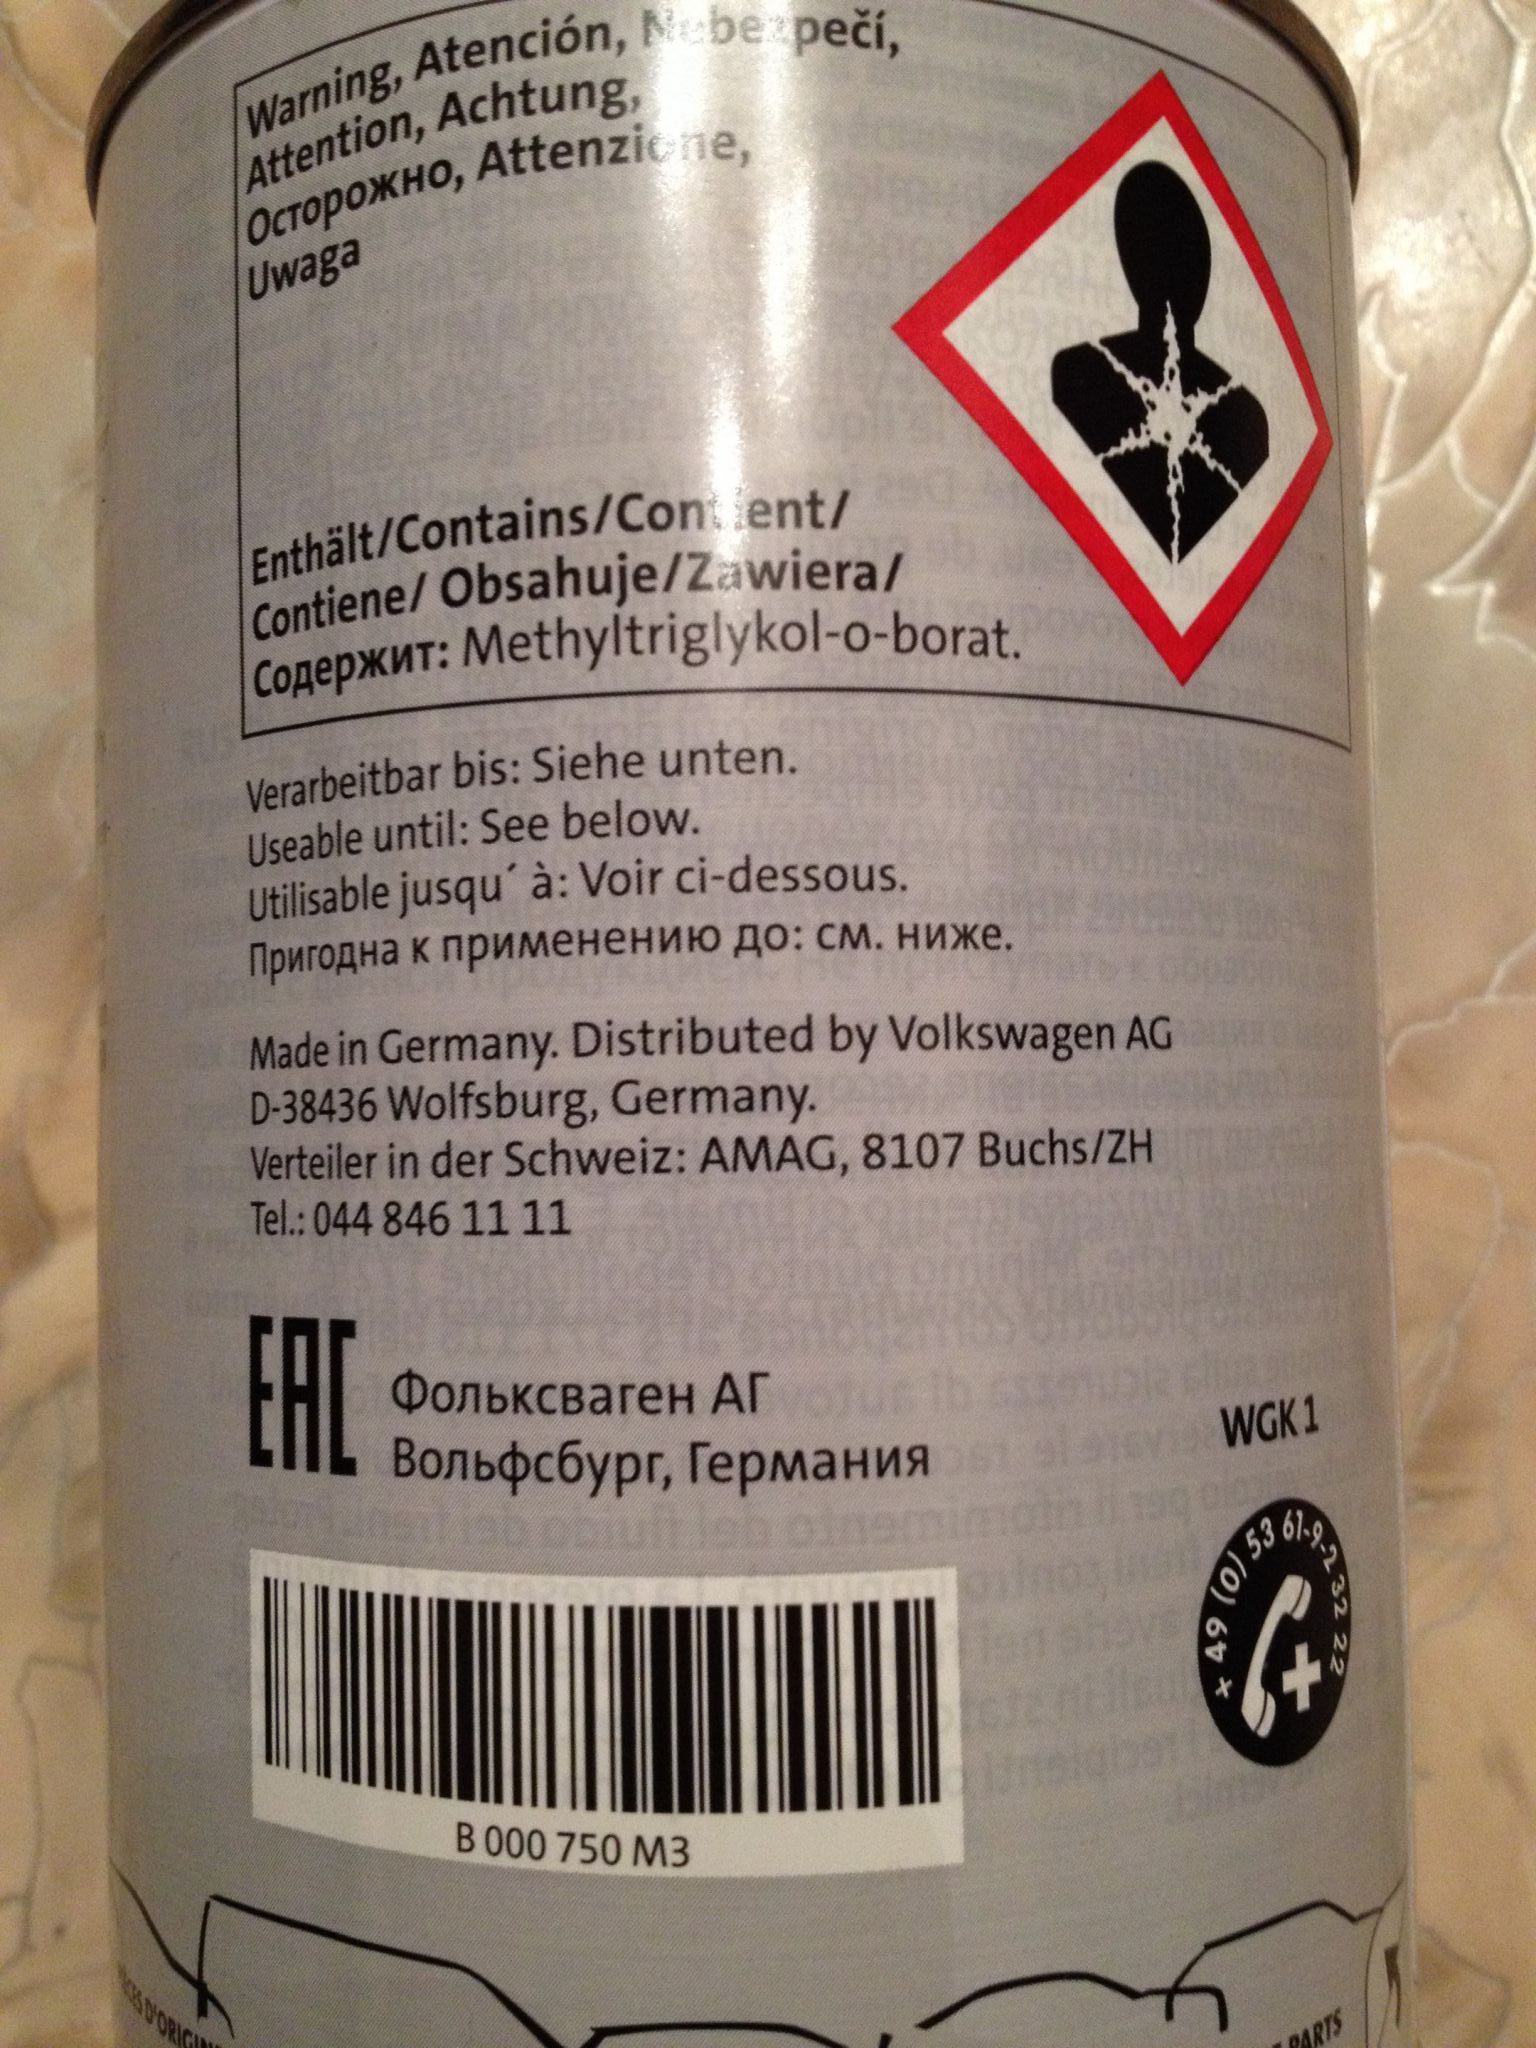 Warning, Atención, Nebezpečí,
Attention, Achtung,
Осторожно, Attenzione,
Uwaga
Enthält/Contains/Contient/
Contiene/ Obsahuje/Zawiera/
Содержит: Methyltriglykol-o-borat.
Verarbeitbar bis: Siehe unten.
Useable until: See below.
Utilisable jusqu´ à: Voir ci-dessous.
Пригодна к применению до: см. ниже.
Made in Germany. Distributed by Volkswagen AG
D-38436 Wolfsburg, Germany.
Verteiler in der Schweiz: AMAG, 8107 Buchs/ZH
Tel.: 044 846 11 11
EAC
Фольксваген АГ
Вольфсбург, Германия
WGK 1
+ 49 (0) 53 61-9-2 32 22
B 000 750 M3
D'ORIGINE
PARTS